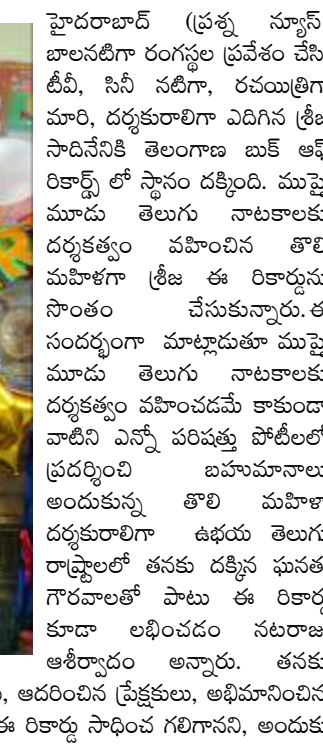 హైదరాబాద్ (ప్రశ్న న్యూస్
బాలనటిగా రంగస్థల ప్రవేశం చేసి
టీవీ, సినీ నటిగా, రచయిత్రిగా
మారి, దర్శకురాలిగా ఎదిగిన శ్రీజ
సాదినేనికి తెలంగాణ బుక్ ఆఫ్
రికార్డ్స్ లో స్థానం దక్కింది. ముప్పై
మూడు తెలుగు నాటకాలకు
దర్శకత్వం వహించిన తొలి
మహిళగా శ్రీజ ఈ రికార్డును
సొంతం చేసుకున్నారు.ఈ
సందర్భంగా మాట్లాడుతూ ముప్పై
మూడు తెలుగు నాటకాలకు
దర్శకత్వం వహించడమే కాకుండా
వాటిని ఎన్నో పరిషత్తు పోటీలలో
ప్రదర్శించి బహుమానాలు
అందుకున్న తొలి మహిళా
దర్శకురాలిగా ఉభయ తెలుగు
రాష్ట్రాలలో తనకు దక్కిన ఘనత
గౌరవాలతో పాటు ఈ రికార్డ
కూడా లభించడం నటరాజ
ఆశీర్వాదం అన్నారు. తనకు
, ఆదరించిన ప్రేక్షకులు, అభిమానించిన
ఈ రికార్డు సాధించ గలిగానని, అందుకు